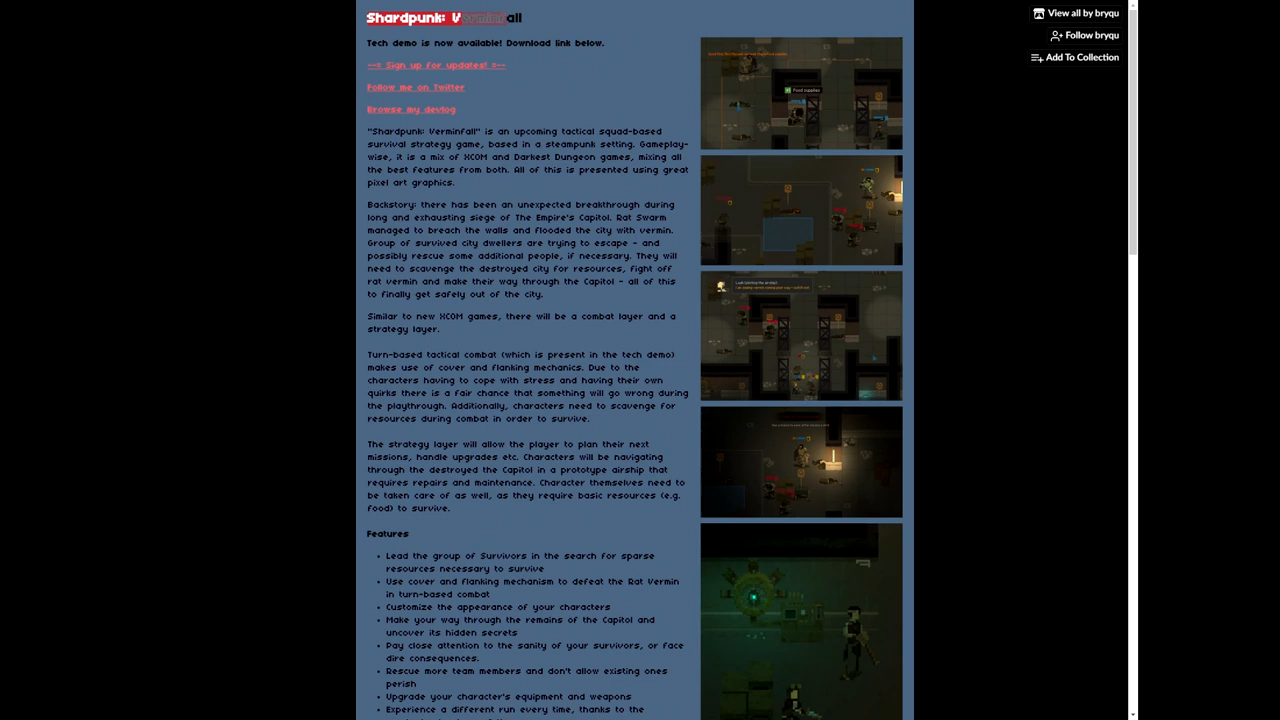 Shardpunk: Verminfall
View all by bryqu
Follow bryqu
Add To Collection
Tech demo is now available! Download link below.
--> Sign up for updates! >--
Follow me on Twitter
Browse my devlog
"Shardpunk: Verminfall" is an upcoming tactical squad-based
survival strategy game, based in a steampunk setting. Gameplay-
wise, it is a mix of XCOM and Darkest Dungeon games, mixing all
the best features from both. All of this is presented using great
pixel art graphics.
Backstory: there has been an unexpected breakthrough during
long and exhausting siege of The Empire's Capitol. Rat Swarm
managed to breach the walls and flooded the city with vermin.
Group of survived city dwellers are trying to escape - and
possibly rescue some additional people, if necessary. They will
need to scavenge the destroyed city for resources, fight off
rat vermin and make their way through the Capitol - all of this
to finally get safely out of the city.
Similar to new XCOM games, there will be a combat layer and a
strategy layer.
Turn-based tactical combat (which is present in the tech demo)
makes use of cover and flanking mechanics. Due to the
characters having to cope with stress and having their own
quirks there is a fair chance that something will go wrong during
the playthrough. Additionally, characters need to scavenge for
resources during combat in order to survive.
The strategy layer will allow the player to plan their next
missions, handle upgrades etc. Characters will be navigating
through the destroyed the Capitol in a prototype airship that
requires repairs and maintenance. Character themselves need to
be taken care of as well, as they require basic resources (e.g.
food) to survive.
Features
• Lead the group of Survivors in the search for sparse
resources necessary to survive
• Use cover and flanking mechanism to defeat the Rat Vermin
in turn-based combat
• Customize the appearance of your characters
• Make your way through the remains of the Capitol and
uncover its hidden secrets
• Pay close attention to the sanity of your survivors, or face
dire consequences.
• Rescue more team members and don't allow existing ones
perish
• Upgrade your character's equipment and weapons
• Experience a different run every time, thanks to the
Food supplies